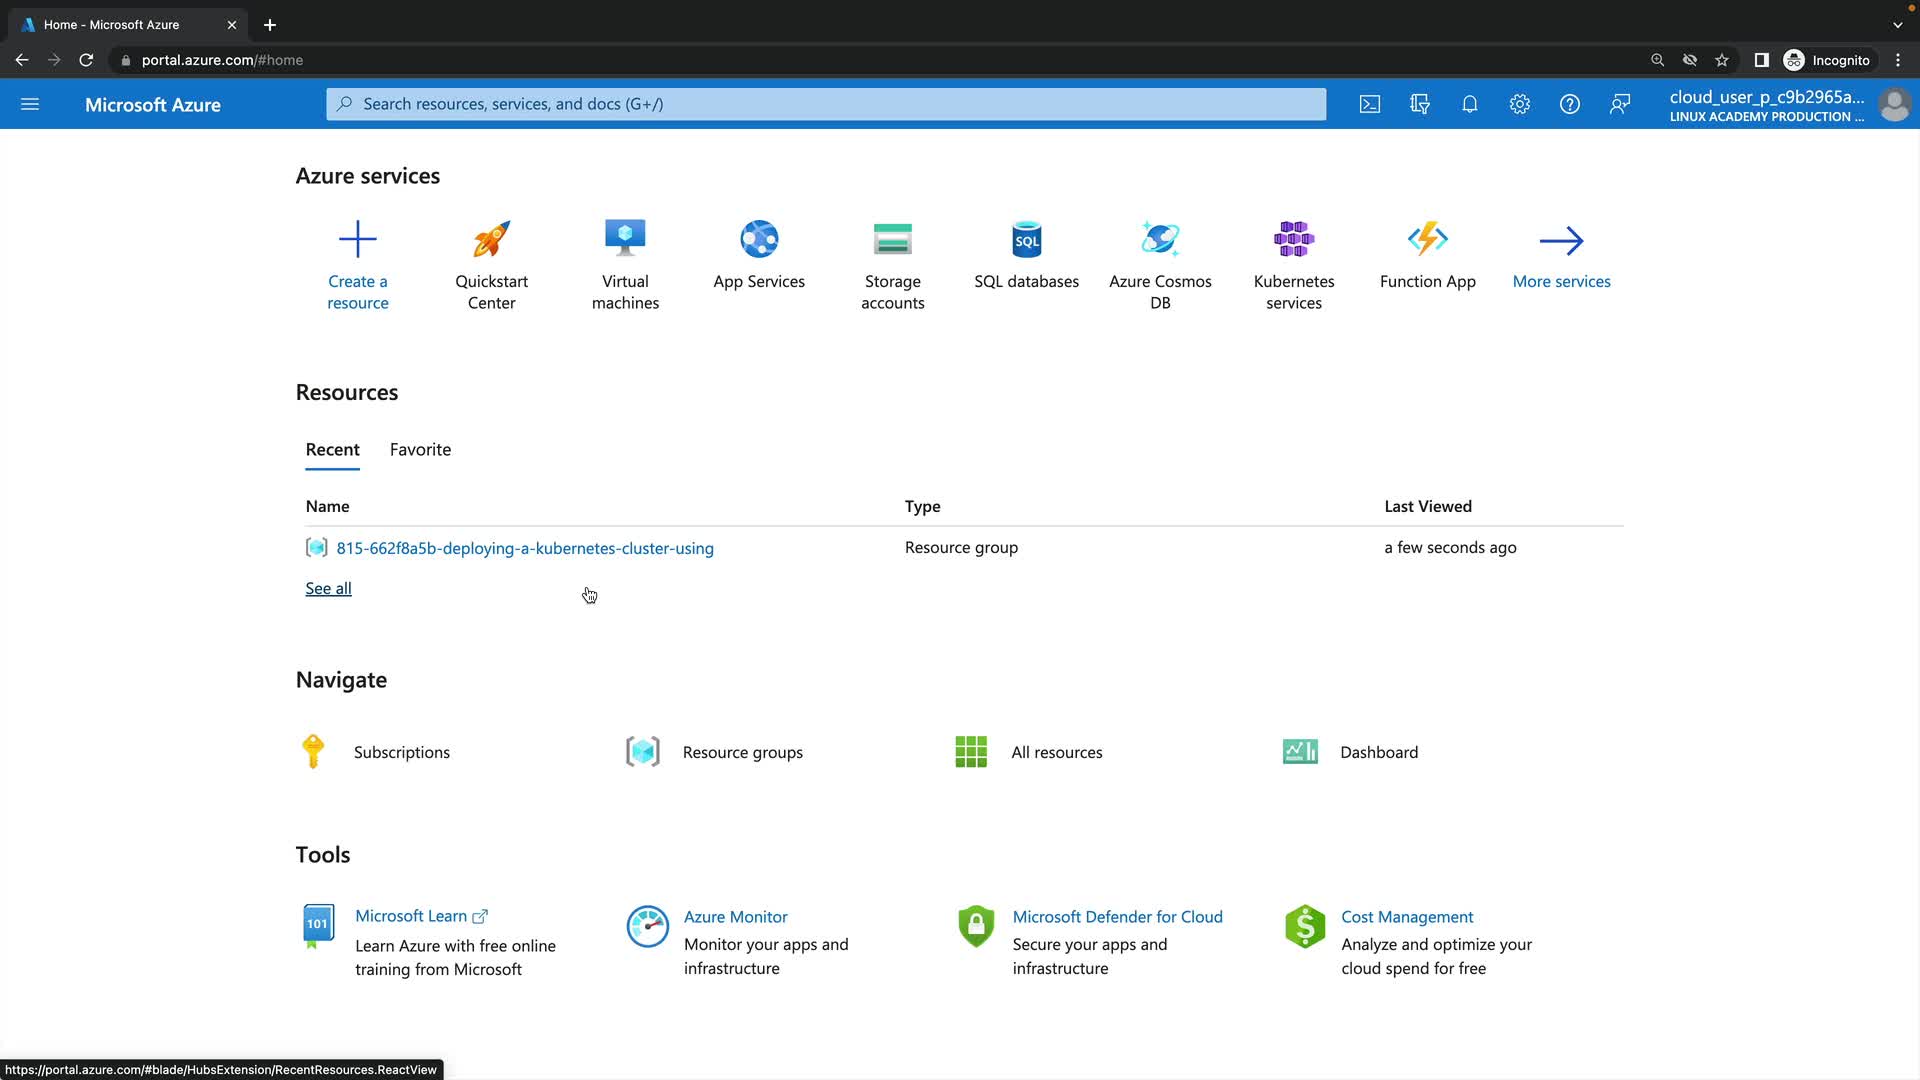 Home - Microsoft Azure
portal.azure.com/#home
Incognito
Microsoft Azure
Search resources, services, and docs (G+/)
cloud_user_p_c9b2965a...
LINUX ACADEMY PRODUCTION ...
Azure services
Create a
resource
Quickstart
Center
Virtual
machines
App Services
Storage
accounts
SQL
SQL databases
Azure Cosmos
DB
Kubernetes
services
Function App
More services
Resources
Recent Favorite
Name Type Last Viewed
815-662f8a5b-deploying-a-kubernetes-cluster-using Resource group a few seconds ago
See all
Navigate
Subscriptions Resource groups All resources Dashboard
Tools
101
Microsoft Learn
Learn Azure with free online
training from Microsoft
Azure Monitor
Monitor your apps and
infrastructure
Microsoft Defender for Cloud
Secure your apps and
infrastructure
$
Cost Management
Analyze and optimize your
cloud spend for free
https://portal.azure.com/#blade/HubsExtension/RecentResources.ReactView